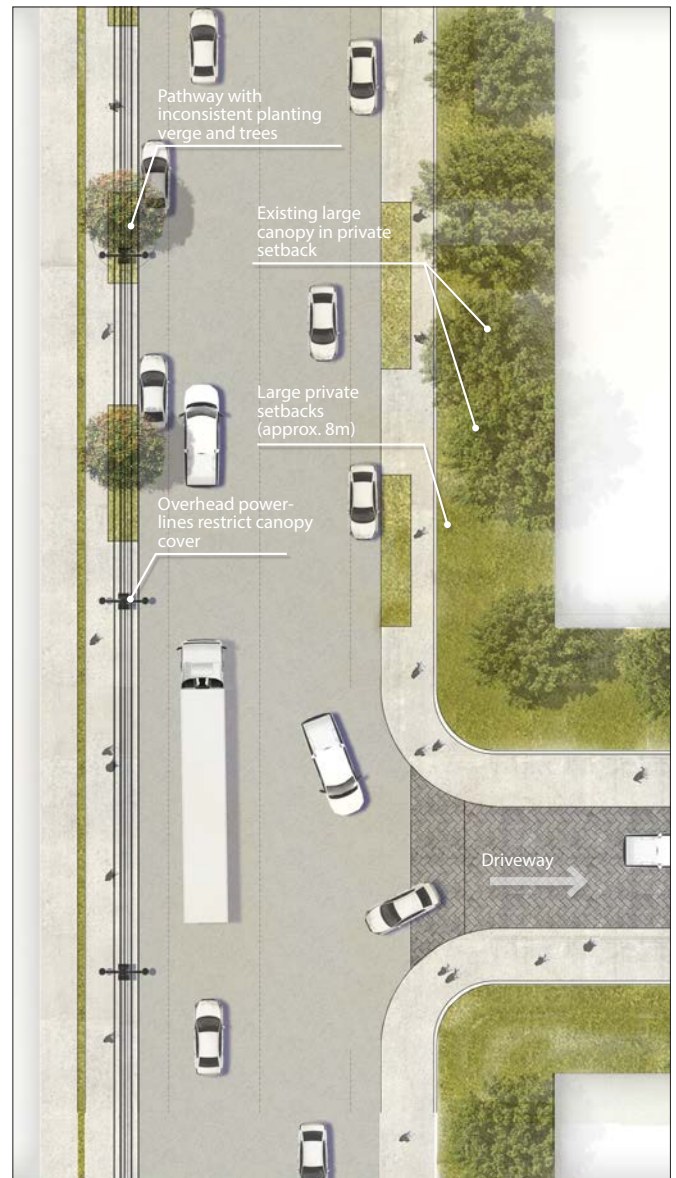 Pathway with
inconsistent planting
verge and trees
Existing large
canopy in private
setback
Large private
setbacks
(approx. 8m)
Overhead power-
lines restrict canopy
cover
Driveway